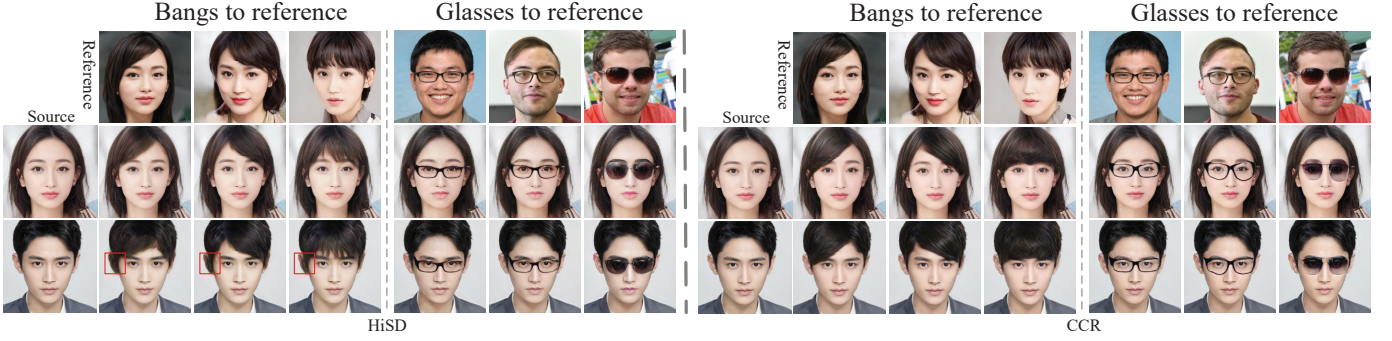 Bangs to reference
Glasses to reference
Reference
Source
HiSD
Bangs to reference
Glasses to reference
Reference
Source
CCR